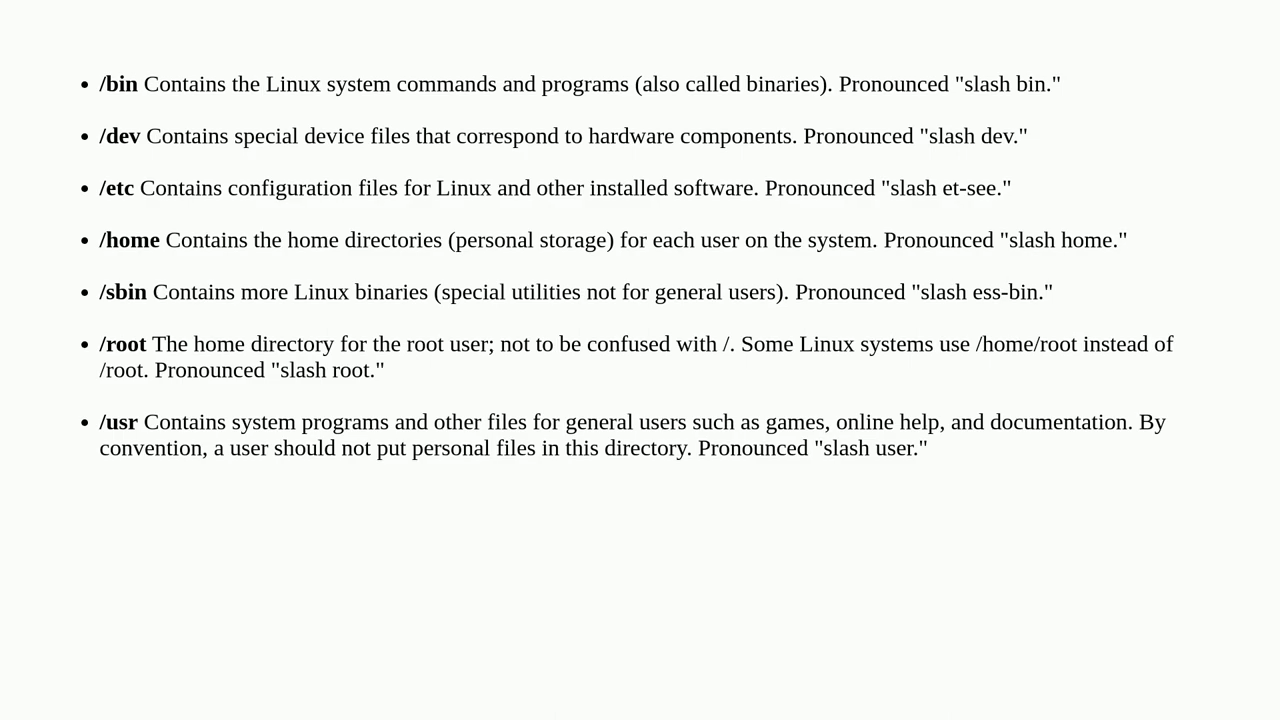 • /bin Contains the Linux system commands and programs (also called binaries). Pronounced "slash bin."
• /dev Contains special device files that correspond to hardware components. Pronounced "slash dev."
• /etc Contains configuration files for Linux and other installed software. Pronounced "slash et-see."
• /home Contains the home directories (personal storage) for each user on the system. Pronounced "slash home."
• /sbin Contains more Linux binaries (special utilities not for general users). Pronounced "slash ess-bin."
• /root The home directory for the root user; not to be confused with /. Some Linux systems use /home/root instead of
/root. Pronounced "slash root."
• /usr Contains system programs and other files for general users such as games, online help, and documentation. By
convention, a user should not put personal files in this directory. Pronounced "slash user."